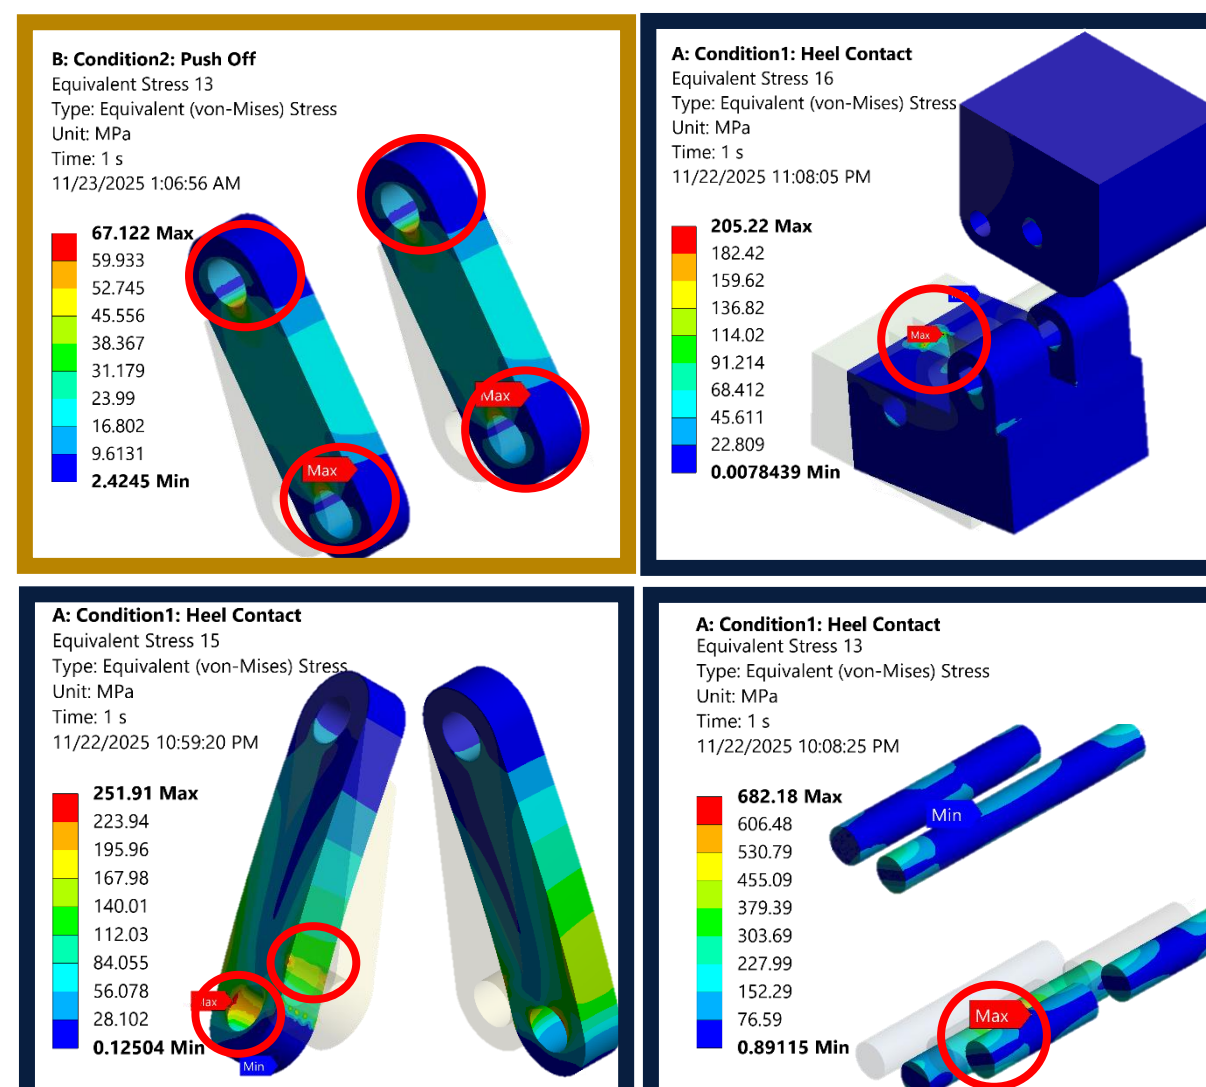 B: Condition2: Push Off
Equivalent Stress 13
Type: Equivalent (von-Mises) Stress
Unit: MPa
Time: 1 s
11/23/2025 1:06:56 AM
67.122 Max
59.933
52.745
45.556
38.367
31.179
23.99
16.802
9.6131
2.4245 Min
Max
Max
A: Condition1: Heel Contact
Equivalent Stress 16
Type: Equivalent (von-Mises) Stress
Unit: MPa
Time: 1 s
11/22/2025 11:08:05 PM
205.22 Max
182.42
159.62
136.82
114.02
91.214
68.412
45.611
22.809
0.0078439 Min
Min
Max
A: Condition1: Heel Contact
Equivalent Stress 15
Type: Equivalent (von-Mises) Stress
Unit: MPa
Time: 1 s
11/22/2025 10:59:20 PM
251.91 Max
223.94
195.96
167.98
140.01
112.03
84.055
56.078
28.102
0.12504 Min
Max
Min
A: Condition1: Heel Contact
Equivalent Stress 13
Type: Equivalent (von-Mises) Stress
Unit: MPa
Time: 1 s
11/22/2025 10:08:25 PM
682.18 Max
606.48
530.79
455.09
379.39
303.69
227.99
152.29
76.59
0.89115 Min
Min
Max